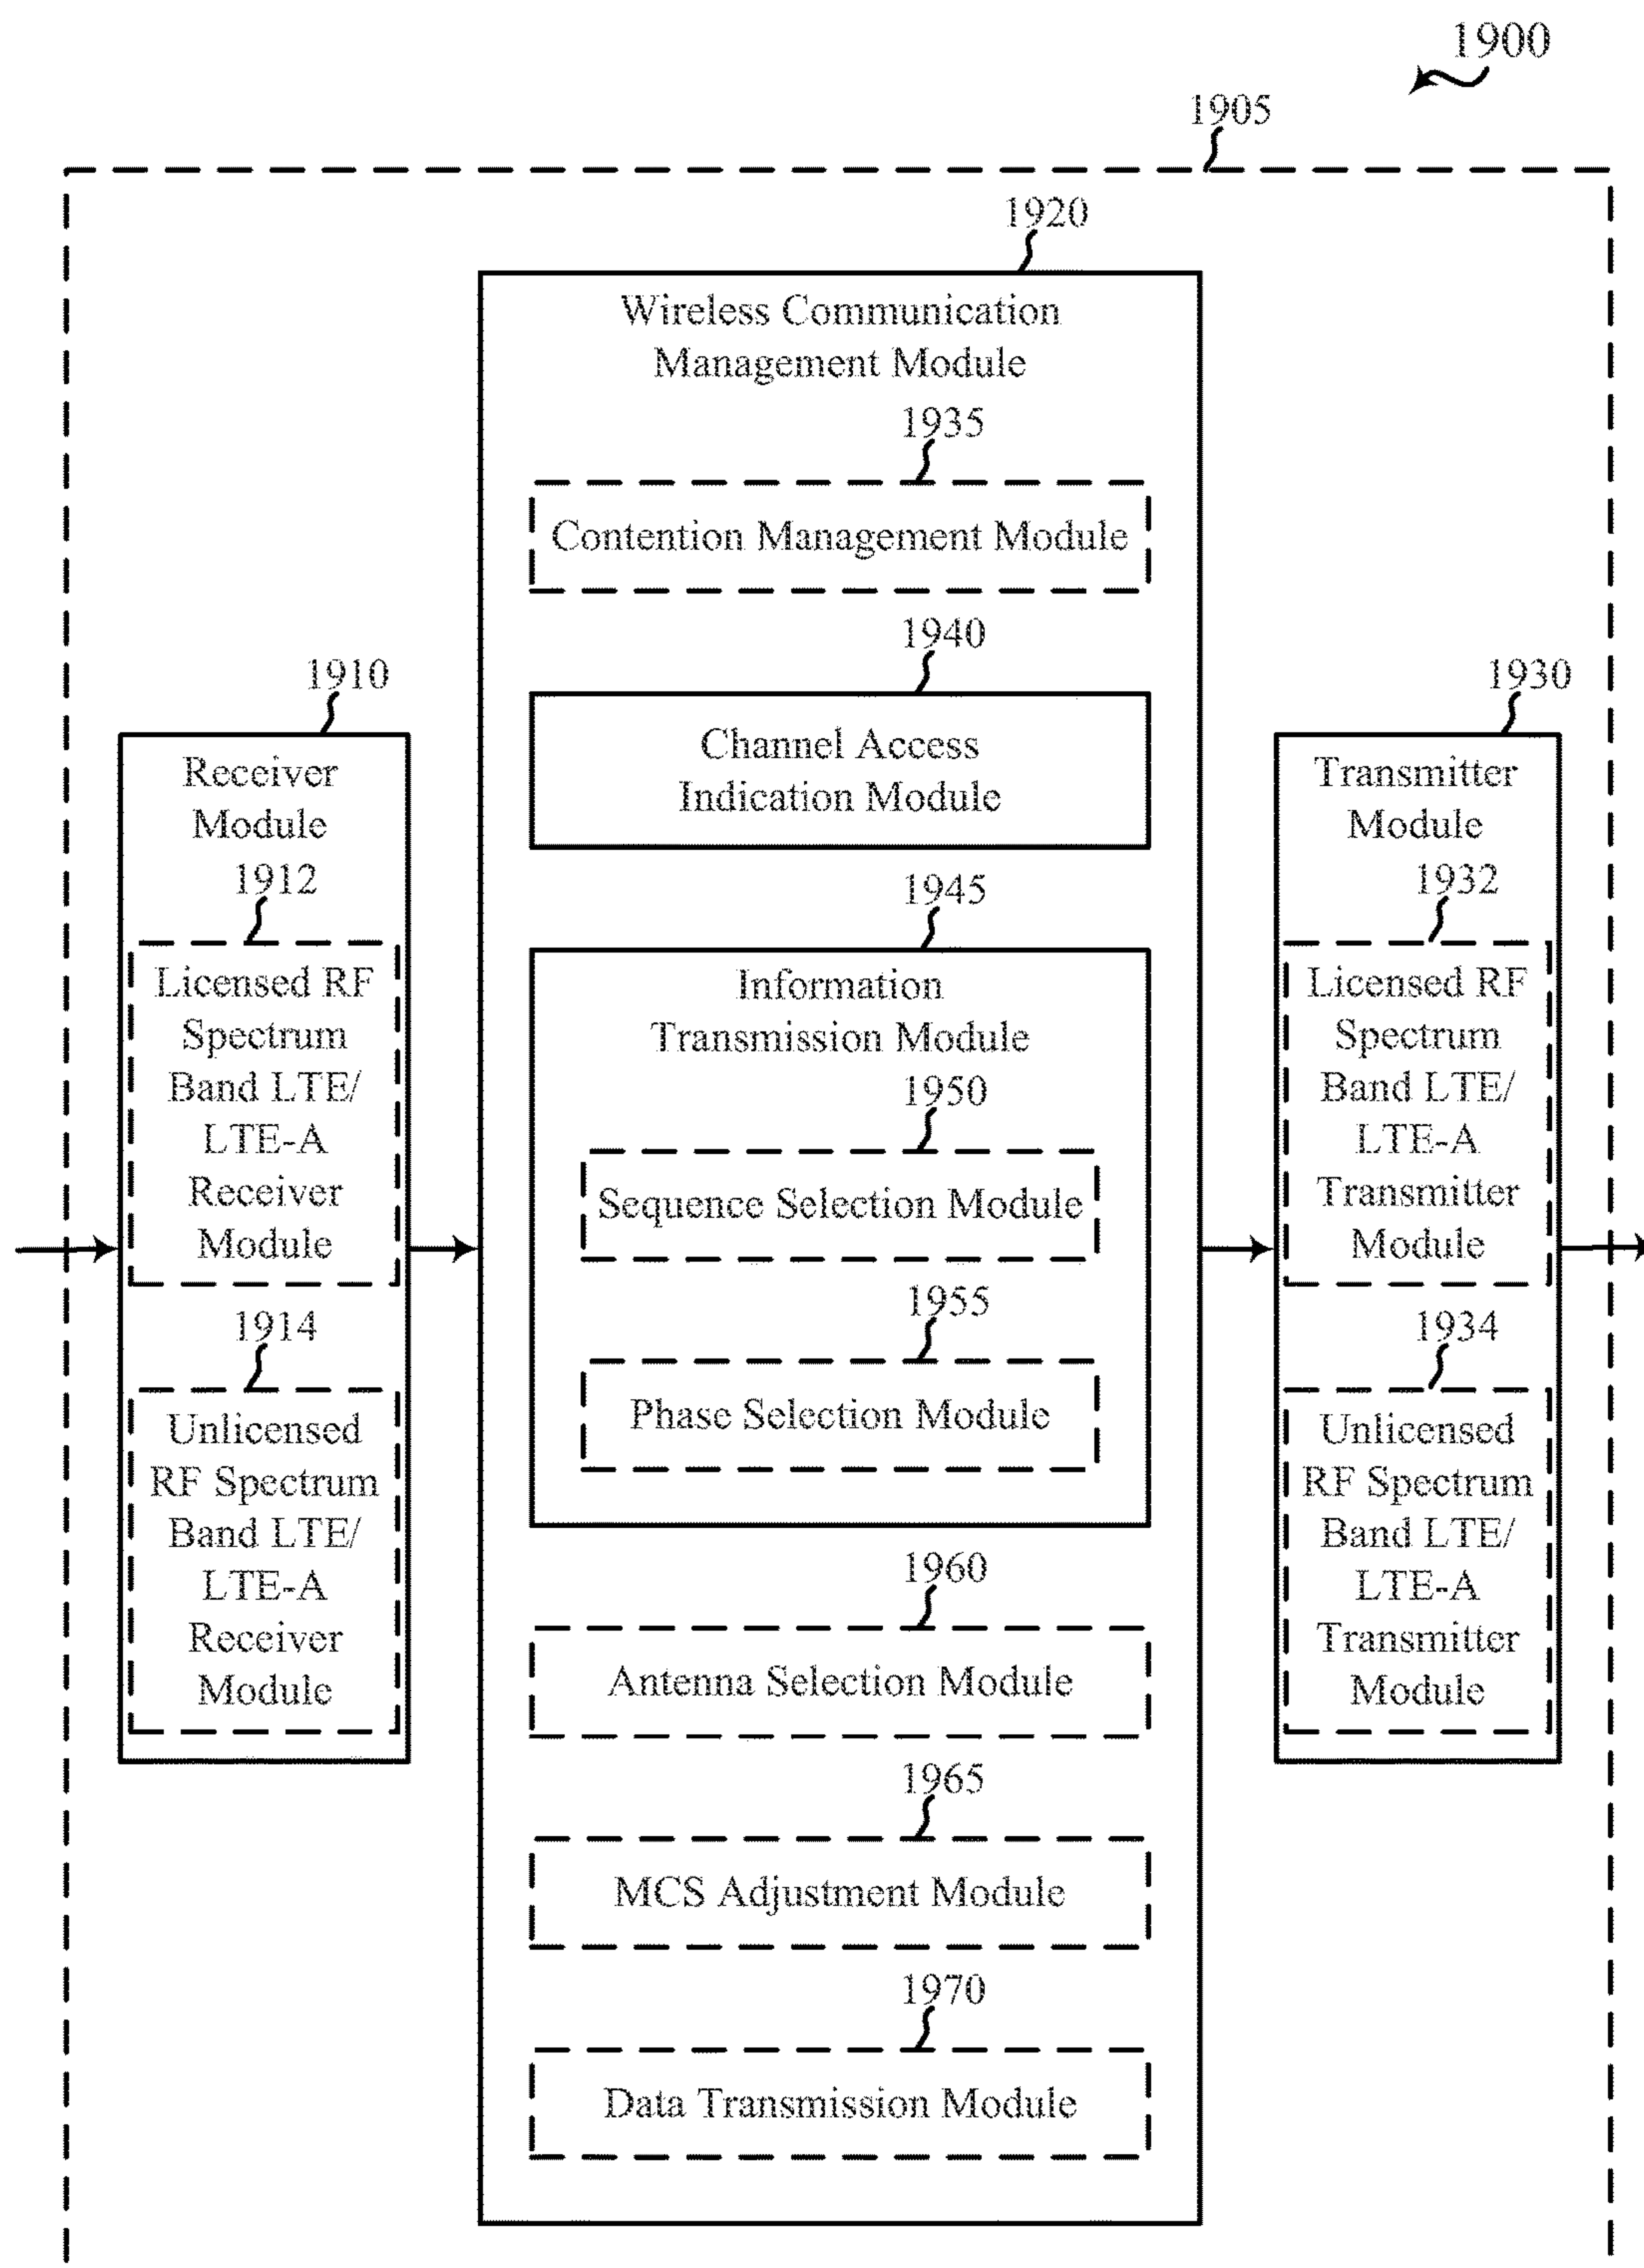 1900
1905
1920
Wireless Communication
Management Module
1935
Contention Management Module
1940
Channel Access
Indication Module
1945
Information
Transmission Module
1950
Sequence Selection Module
1955
Phase Selection Module
1960
Antenna Selection Module
1965
MCS Adjustment Module
1970
Data Transmission Module
1910
Receiver
Module
1912
Licensed RF
Spectrum
Band LTE/
LTE-A
Receiver
Module
1914
Unlicensed
RF Spectrum
Band LTE/
LTE-A
Receiver
Module
1930
Transmitter
Module
1932
Licensed RF
Spectrum
Band LTE/
LTE-A
Transmitter
Module
1934
Unlicensed
RF Spectrum
Band LTE/
LTE-A
Transmitter
Module